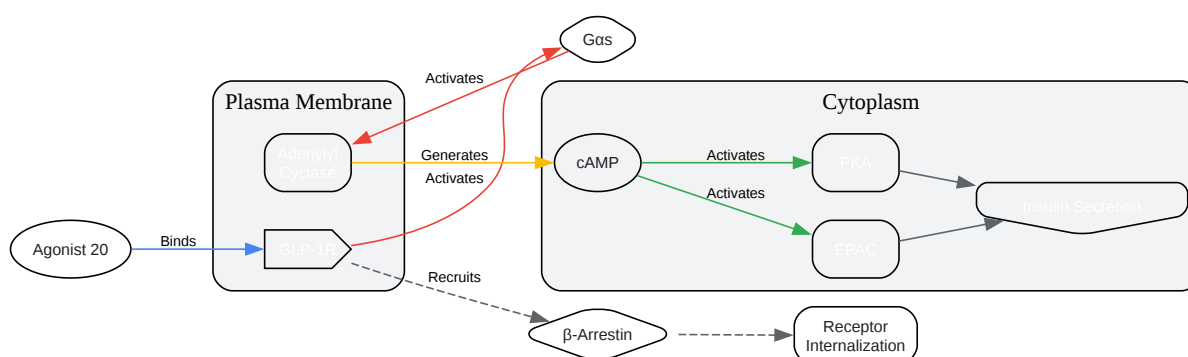 Gαs
Activates
Plasma Membrane
Cytoplasm
Adenylyl
Cyclase
Generates
cAMP
Activates
PKA
Activates
Activates
Insulin Secretion
Agonist 20
Binds
GLP-1R
EPAC
Recruits
β-Arrestin
Receptor
Internalization